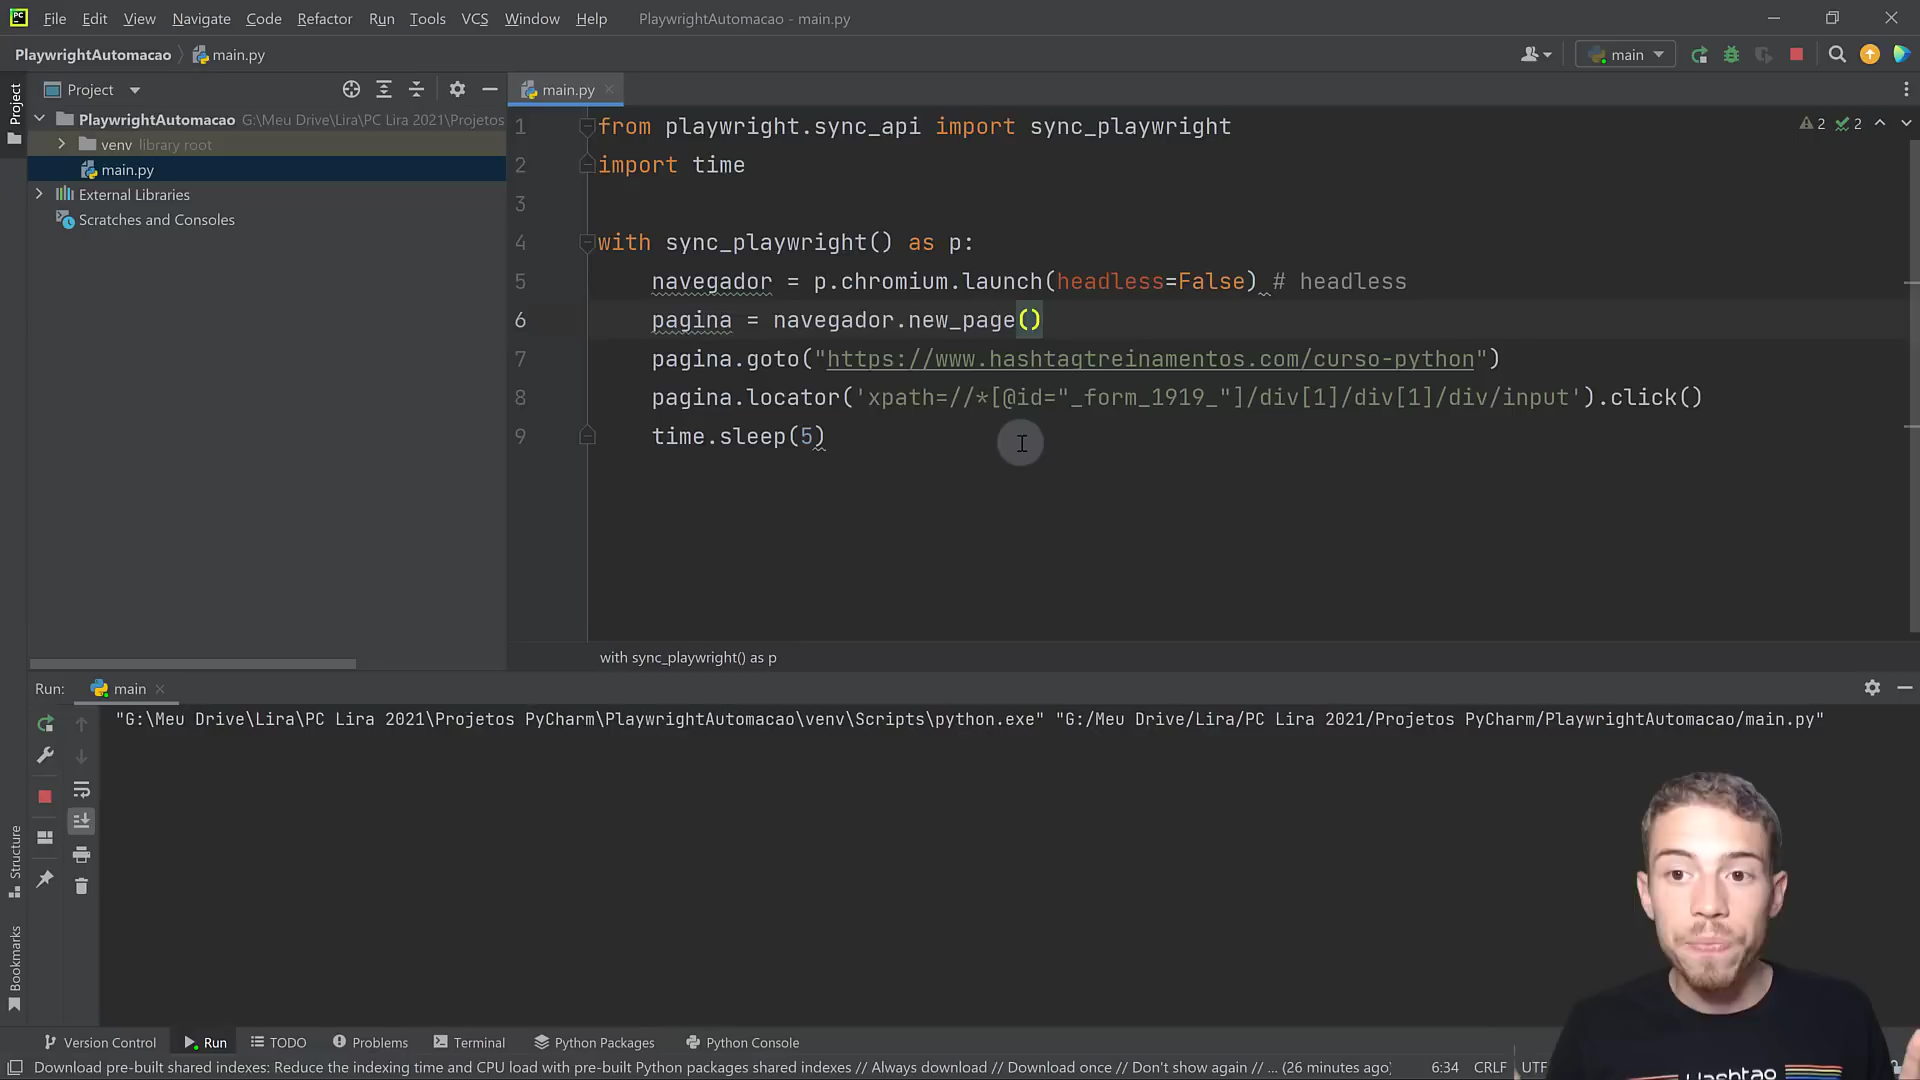 File Edit View Navigate Code Refactor Run Tools VCS Window Help PlaywrightAutomacao - main.py
PlaywrightAutomacao main.py main
Project
main.py
PlaywrightAutomacao G:\Meu Drive\Lira\PC Lira 2021\Projetos
venv library root
main.py
External Libraries
Scratches and Consoles
Project
2 2
1 from playwright.sync_api import sync_playwright
2 import time
3
4 with sync_playwright() as p:
5 navegador = p.chromium.launch(headless=False) # headless
6 pagina = navegador.new_page()
7 pagina.goto("https://www.hashtagtreinamentos.com/curso-python")
8 pagina.locator('xpath=//*[@id="_form_1919_"]/div[1]/div[1]/div/input').click()
9 time.sleep(5)
with sync_playwright() as p
Run: main
"G:\Meu Drive\Lira\PC Lira 2021\Projetos PyCharm\PlaywrightAutomacao\venv\Scripts\python.exe" "G:/Meu Drive/Lira/PC Lira 2021/Projetos PyCharm/PlaywrightAutomacao/main.py"
Structure
Bookmarks
Version Control Run TODO Problems Terminal Python Packages Python Console
Download pre-built shared indexes: Reduce the indexing time and CPU load with pre-built Python packages shared indexes // Always download // Download once // Don't show again // ... (26 minutes ago) 6:34 CRLF UTF
Hashtag